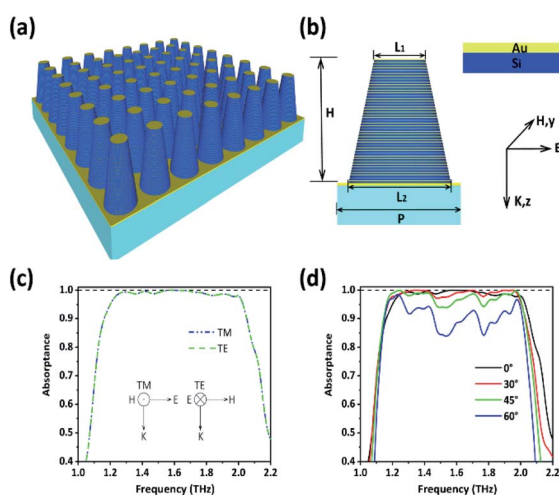 (a)
(b)
L1
Au
Si
H
H,y
E
K,z
L2
P
(c)
Absorptance
1.0
0.9
0.8
0.7
0.6
0.5
0.4
TM
TE
TM
TE
H
E
E
H
K
K
1.0 1.2 1.4 1.6 1.8 2.0 2.2
Frequency (THz)
(d)
Absorptance
1.0
0.9
0.8
0.7
0.6
0.5
0.4
0°
30°
45°
60°
1.0 1.2 1.4 1.6 1.8 2.0 2.2
Frequency (THz)